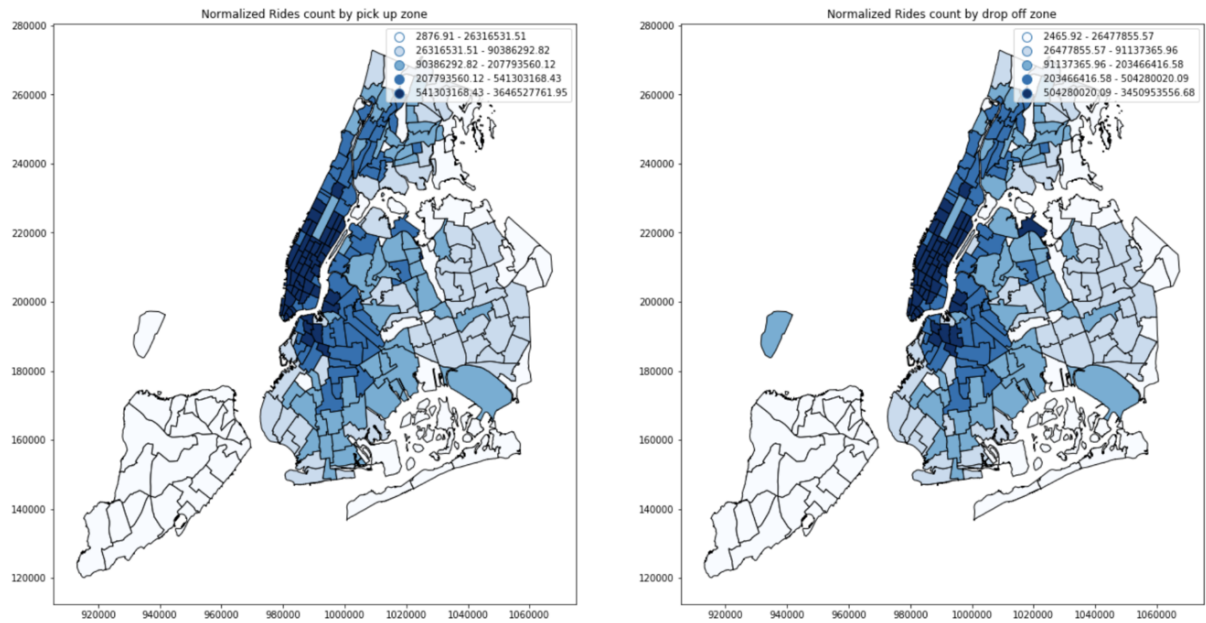 Normalized Rides count by pick up zone
2876.91 - 26316531.51
26316531.51 - 90386292.82
90386292.82 - 207793560.12
207793560.12 - 541303168.43
541303168.43 - 3646527761.95
280000
260000
240000
220000
200000
180000
160000
140000
120000
920000 940000 960000 980000 1000000 1020000 1040000 1060000
Normalized Rides count by drop off zone
2465.92 - 26477855.57
26477855.57 - 91137365.96
91137365.96 - 203466416.58
203466416.58 - 504280020.09
504280020.09 - 3450953556.68
280000
260000
240000
220000
200000
180000
160000
140000
120000
920000 940000 960000 980000 1000000 1020000 1040000 1060000